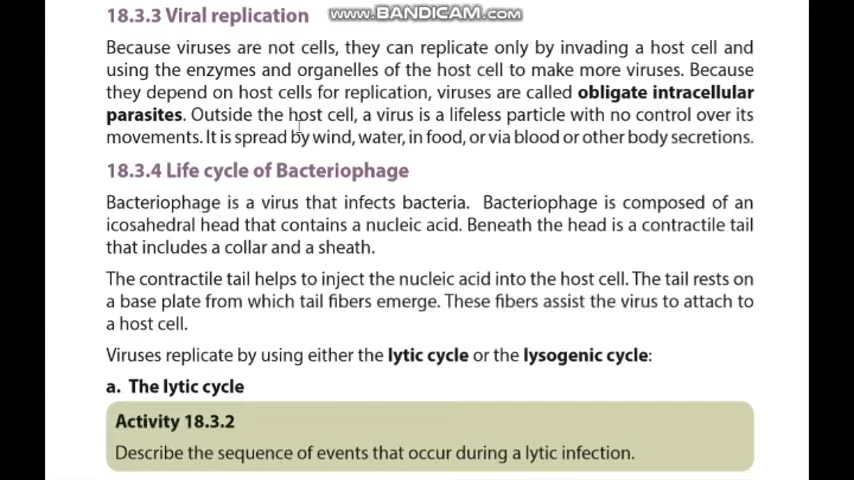 www.BANDICAM.com
18.3.3 Viral replication
Because viruses are not cells, they can replicate only by invading a host cell and
using the enzymes and organelles of the host cell to make more viruses. Because
they depend on host cells for replication, viruses are called obligate intracellular
parasites. Outside the host cell, a virus is a lifeless particle with no control over its
movements. It is spread by wind, water, in food, or via blood or other body secretions.
18.3.4 Life cycle of Bacteriophage
Bacteriophage is a virus that infects bacteria. Bacteriophage is composed of an
icosahedral head that contains a nucleic acid. Beneath the head is a contractile tail
that includes a collar and a sheath.
The contractile tail helps to inject the nucleic acid into the host cell. The tail rests on
a base plate from which tail fibers emerge. These fibers assist the virus to attach to
a host cell.
Viruses replicate by using either the lytic cycle or the lysogenic cycle:
a. The lytic cycle
Activity 18.3.2
Describe the sequence of events that occur during a lytic infection.